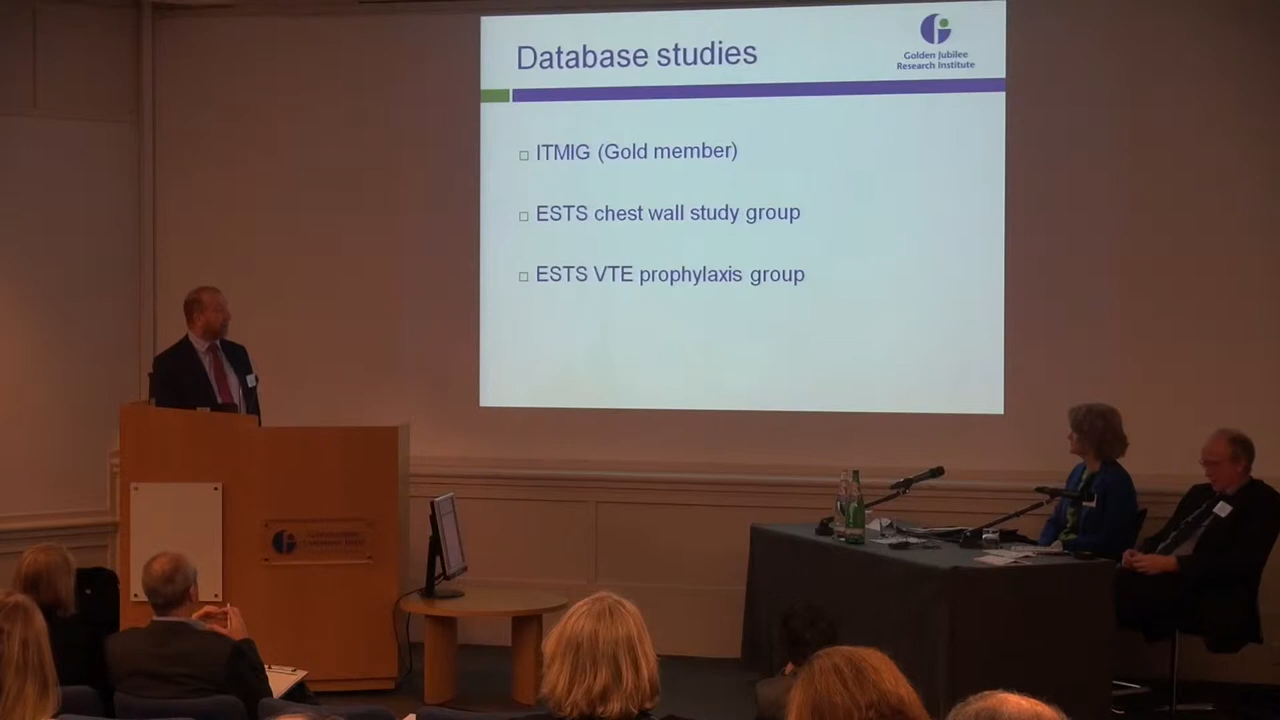 Database studies
Golden Jubilee
Research Institute
□ ITMIG (Gold member)
□ ESTS chest wall study group
□ ESTS VTE prophylaxis group